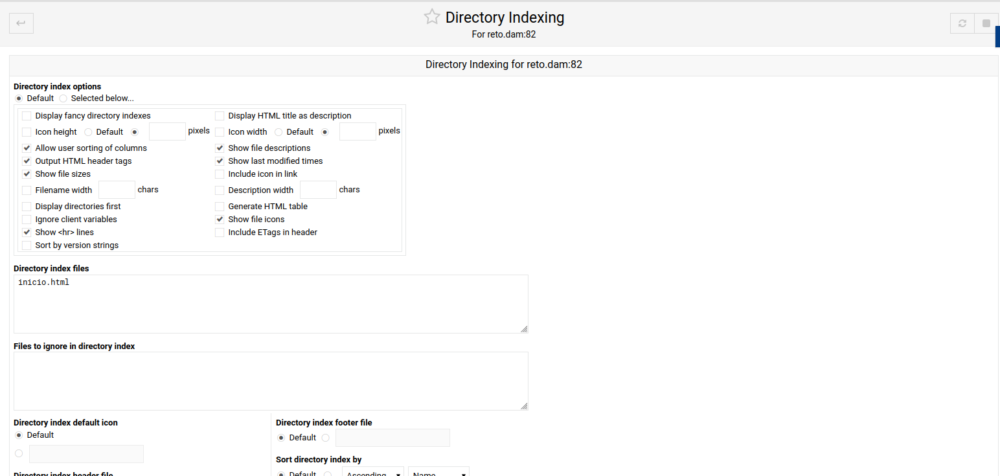 Directory Indexing
For reto.dam:82
Directory Indexing for reto.dam:82
Directory index options
Default Selected below...
Display fancy directory indexes Display HTML title as description
Icon height Default pixels Icon width Default pixels
Allow user sorting of columns Show file descriptions
Output HTML header tags Show last modified times
Show file sizes Include icon in link
Filename width chars Description width chars
Display directories first Generate HTML table
Ignore client variables Show file icons
Show <hr> lines Include ETags in header
Sort by version strings
Directory index files
inicio.html
Files to ignore in directory index
Directory index default icon
Default
Directory index footer file
Default
Sort directory index by
Default Ascending Name
Directory index header file